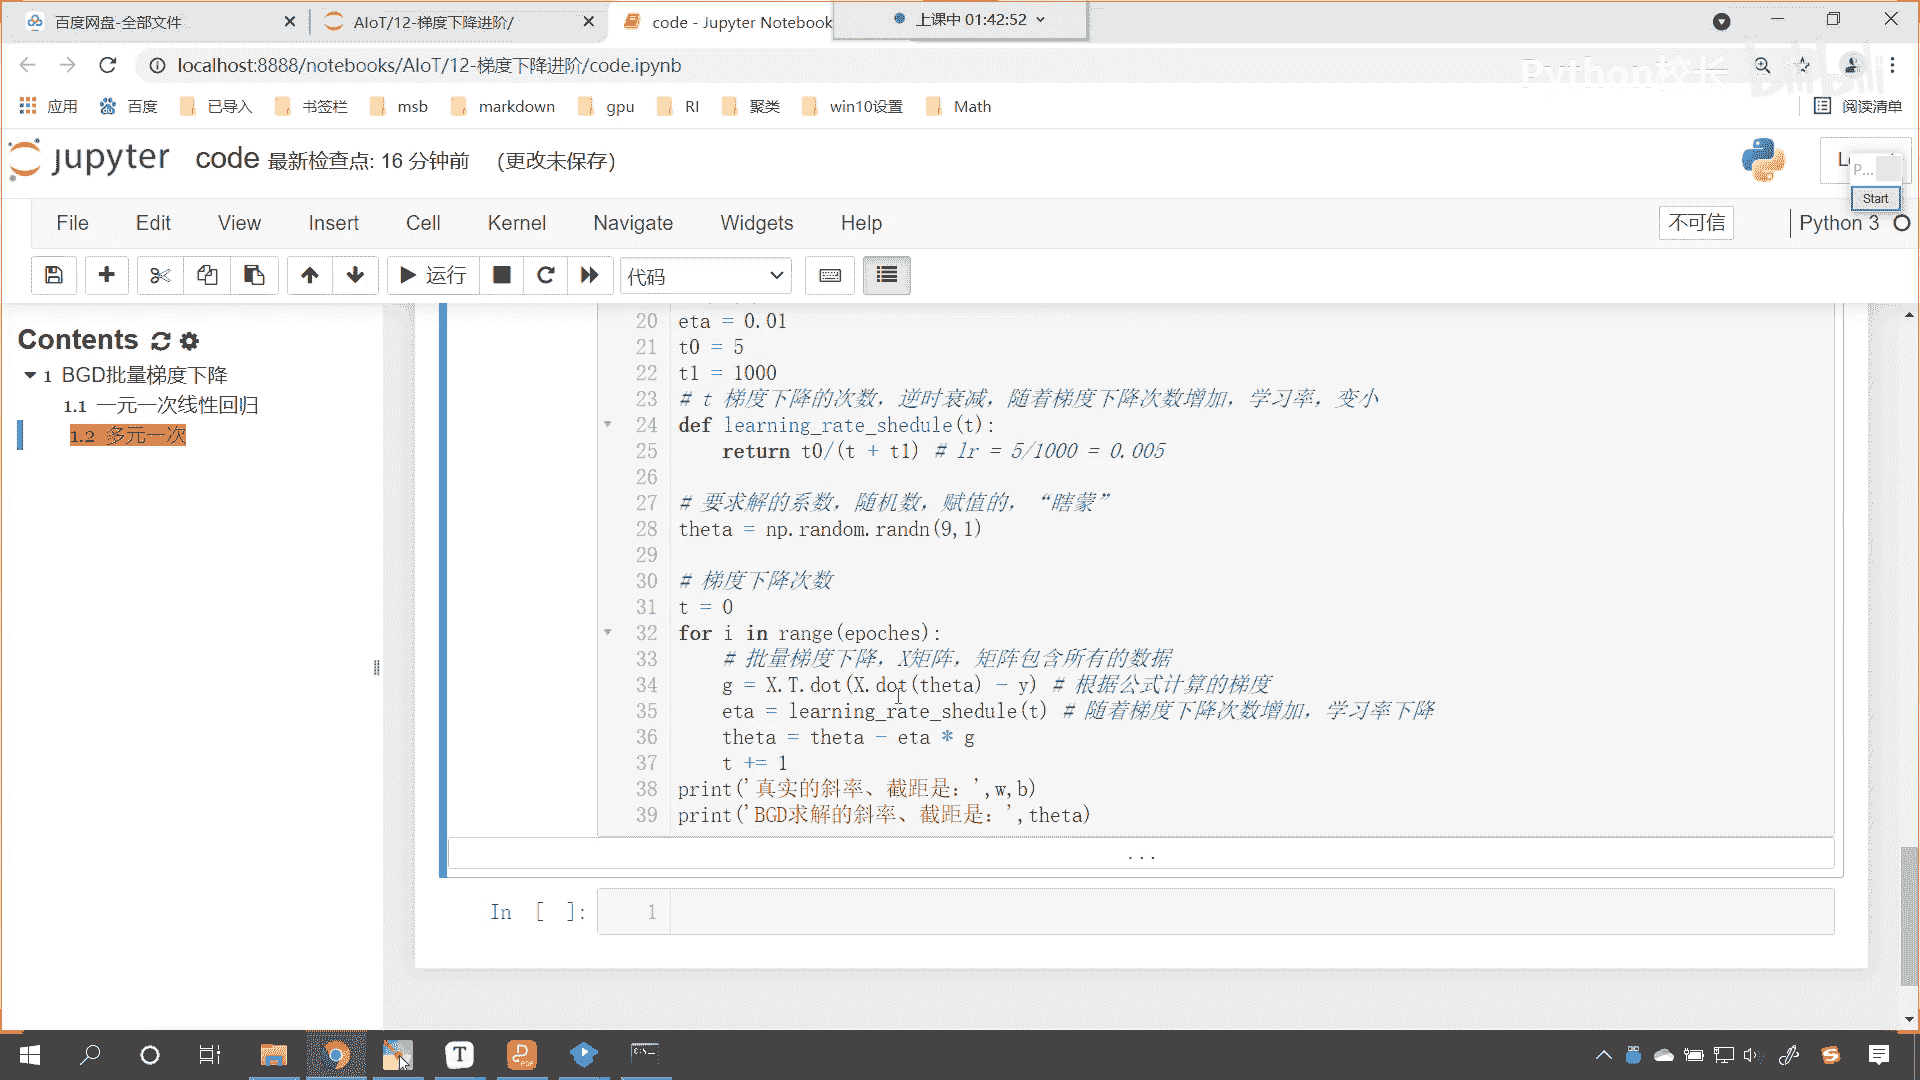 百度网盘-全部文件
AIoT/12-梯度下降进阶/
code - Jupyter Notebook
上课中 01:42:52
localhost:8888/notebooks/AIoT/12-梯度下降进阶/code.ipynb
Python校长
bilibili
应用
百度
已导入
书签栏
msb
markdown
gpu
RI
聚类
win10设置
Math
阅读清单
jupyter
code 最新检查点: 16 分钟前 (更改未保存)
P...
Start
File Edit View Insert Cell Kernel Navigate Widgets Help
不可信
Python 3
运行
代码
Contents
1 BGD批量梯度下降
1.1 一元一次线性回归
1.2 多元一次
20 eta = 0.01
21 t0 = 5
22 t1 = 1000
23 # t 梯度下降的次数，逆时衰减，随着梯度下降次数增加，学习率，变小
24 def learning_rate_shedule(t):
25 return t0/(t + t1) # lr = 5/1000 = 0.005
26
27 # 要求解的系数，随机数，赋值的，“瞎蒙”
28 theta = np.random.randn(9,1)
29
30 # 梯度下降次数
31 t = 0
32 for i in range(epoches):
33 # 批量梯度下降，X矩阵，矩阵包含所有的数据
34 g = X.T.dot(X.dot(theta) - y) # 根据公式计算的梯度
35 eta = learning_rate_shedule(t) # 随着梯度下降次数增加，学习率下降
36 theta = theta - eta * g
37 t += 1
38 print('真实的斜率、截距是：',w,b)
39 print('BGD求解的斜率、截距是：',theta)
...
In [ ]: 1